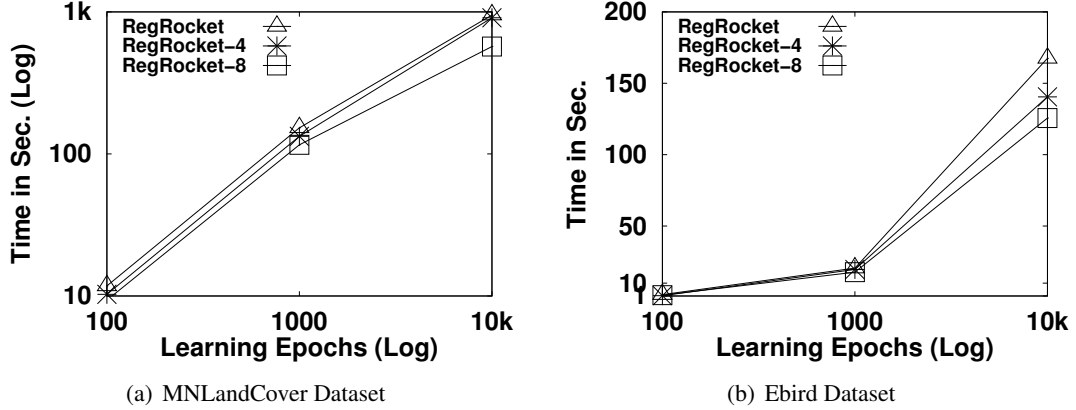 1k
100
10
Time in Sec. (Log)
RegRocket
RegRocket-4
RegRocket-8
100 1000 10k
Learning Epochs (Log)
(a) MNLandCover Dataset
200
150
100
50
10
1
Time in Sec.
RegRocket
RegRocket-4
RegRocket-8
100 1000 10k
Learning Epochs (Log)
(b) Ebird Dataset